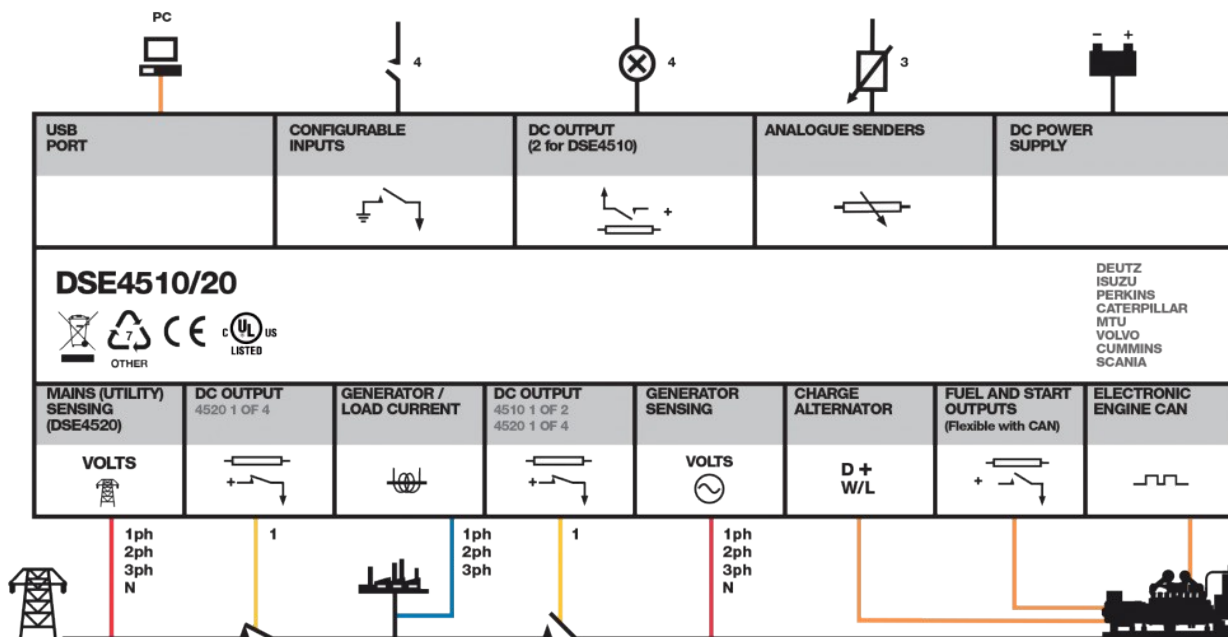 PC
4
4
3
- +
USB
PORT
CONFIGURABLE
INPUTS
DC OUTPUT
(2 for DSE4510)
ANALOGUE SENDERS
DC POWER
SUPPLY
+
DSE4510/20
7
OTHER
CE
C UL US
LISTED
DEUTZ
ISUZU
PERKINS
CATERPILLAR
MTU
VOLVO
CUMMINS
SCANIA
MAINS (UTILITY)
SENSING
(DSE4520)
DC OUTPUT
4520 1 OF 4
GENERATOR /
LOAD CURRENT
DC OUTPUT
4510 1 OF 2
4520 1 OF 4
GENERATOR
SENSING
CHARGE
ALTERNATOR
FUEL AND START
OUTPUTS
(Flexible with CAN)
ELECTRONIC
ENGINE CAN
VOLTS
+
+
VOLTS
D +
W/L
+
1ph
2ph
3ph
N
1
1ph
2ph
3ph
1
1ph
2ph
3ph
N